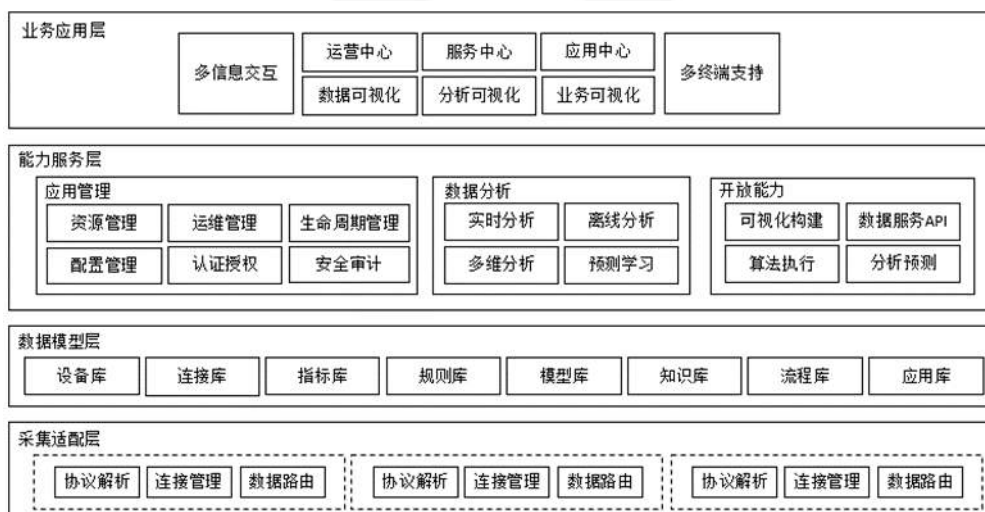 业务应用层
多信息交互
运营中心
服务中心
应用中心
多终端支持
数据可视化
分析可视化
业务可视化
能力服务层
应用管理
资源管理
运维管理
生命周期管理
配置管理
认证授权
安全审计
数据分析
实时分析
离线分析
多维分析
预测学习
开放能力
可视化构建
数据服务API
算法执行
分析预测
数据模型层
设备库
连接库
指标库
规则库
模型库
知识库
流程库
应用库
采集适配层
协议解析
连接管理
数据路由
协议解析
连接管理
数据路由
协议解析
连接管理
数据路由